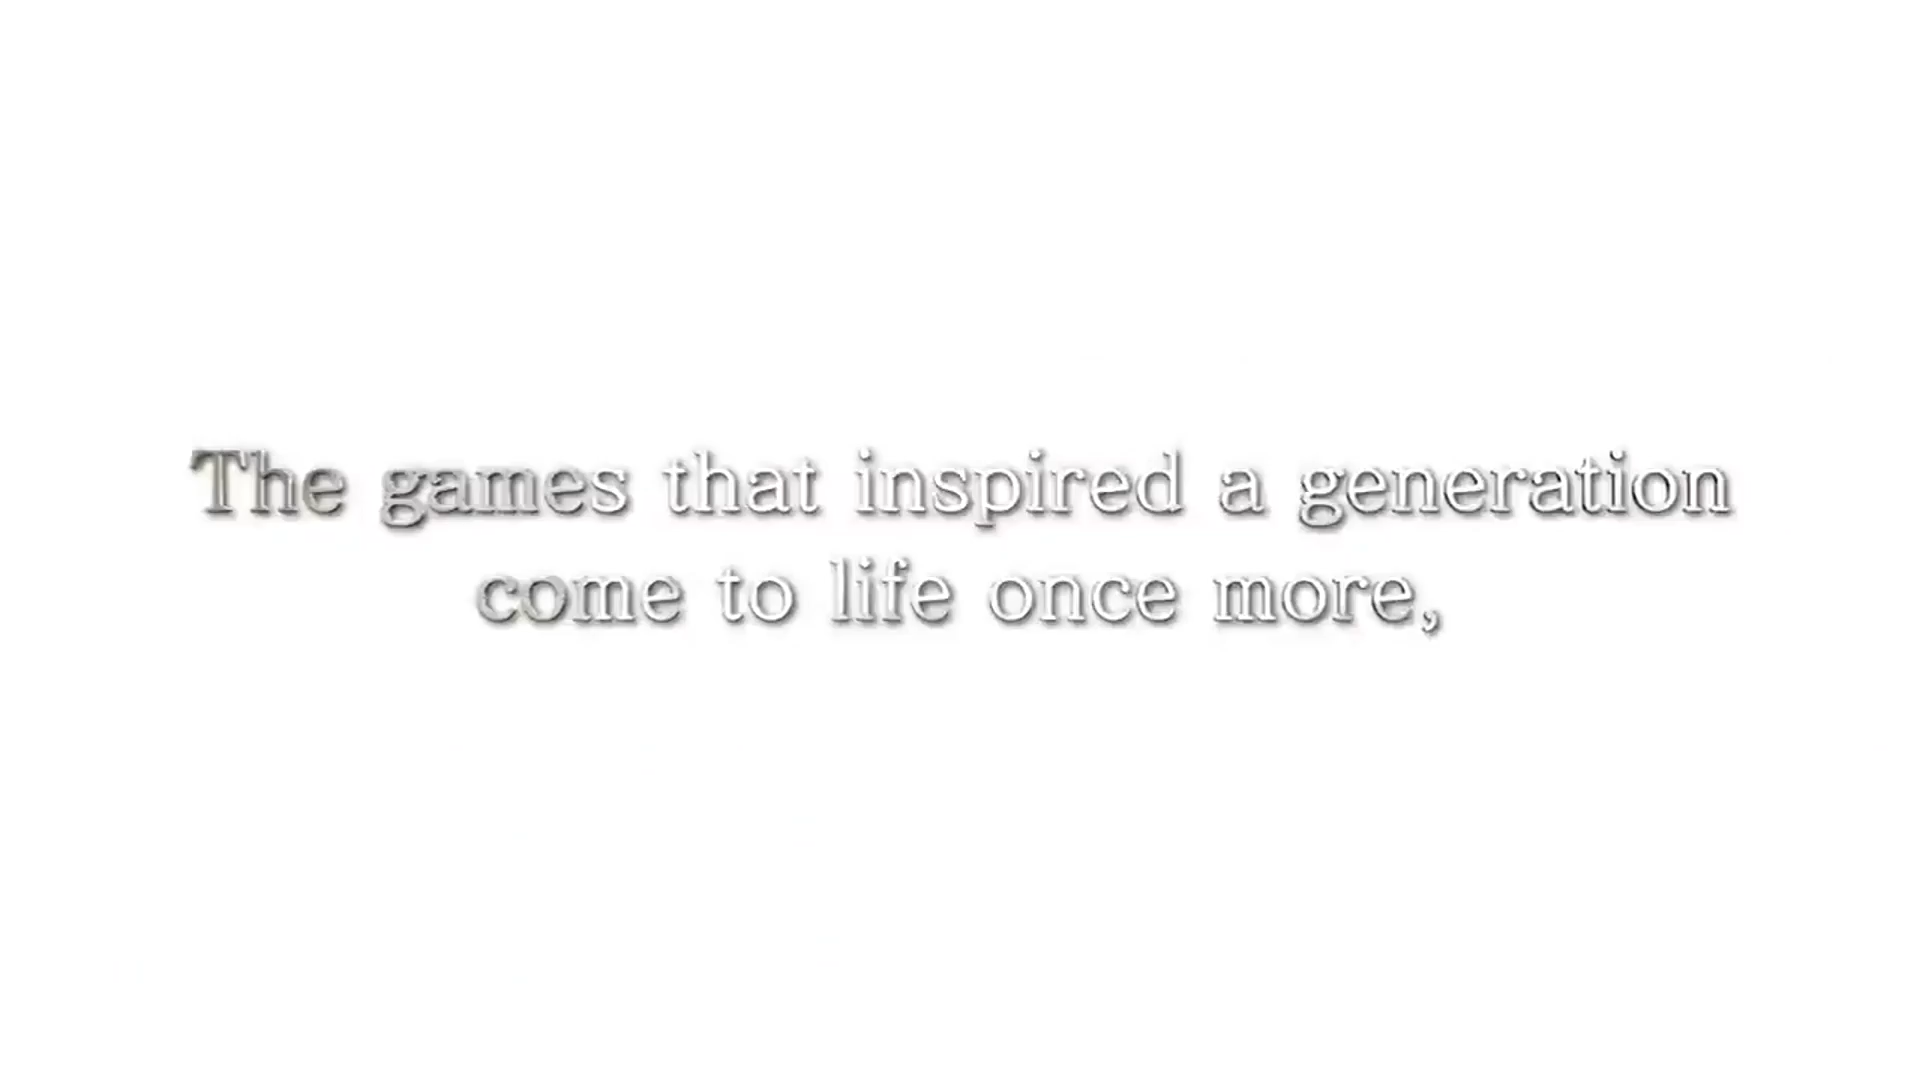 The games that inspired a generation
come to life once more,